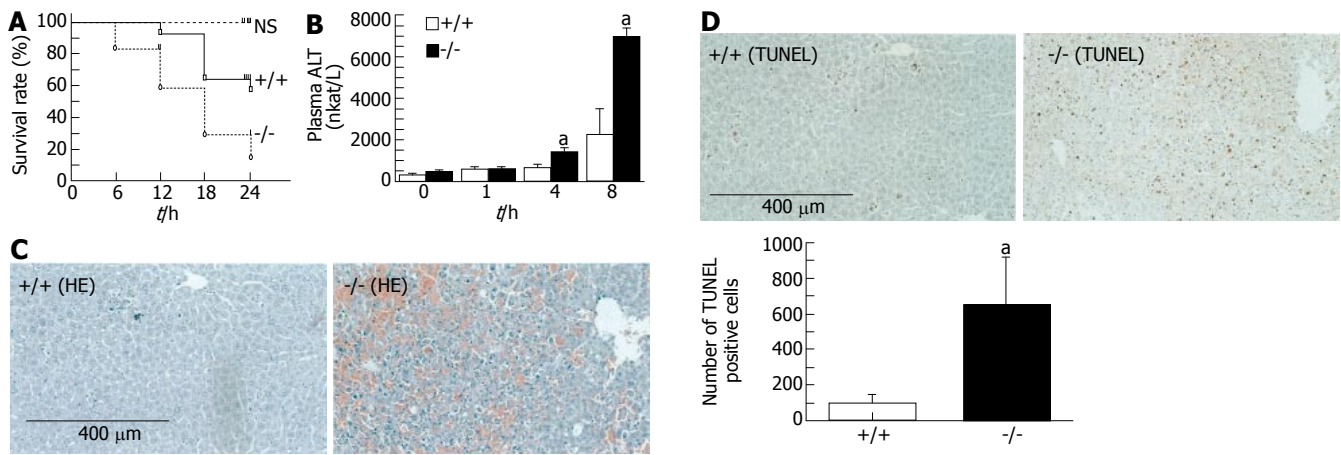 A
Survival rate (%)
100
80
60
40
20
0
0 6 12 18 24
t/h
NS
+/+
-/-
B
Plasma ALT
(nkat/L)
8000
6000
4000
2000
0
+/+
-/-
a
a
0 1 4 8
t/h
C
+/+ (HE)
400 μm
-/- (HE)
D
+/+ (TUNEL)
400 μm
-/- (TUNEL)
Number of TUNEL
positive cells
1000
800
600
400
200
0
a
+/+ -/-